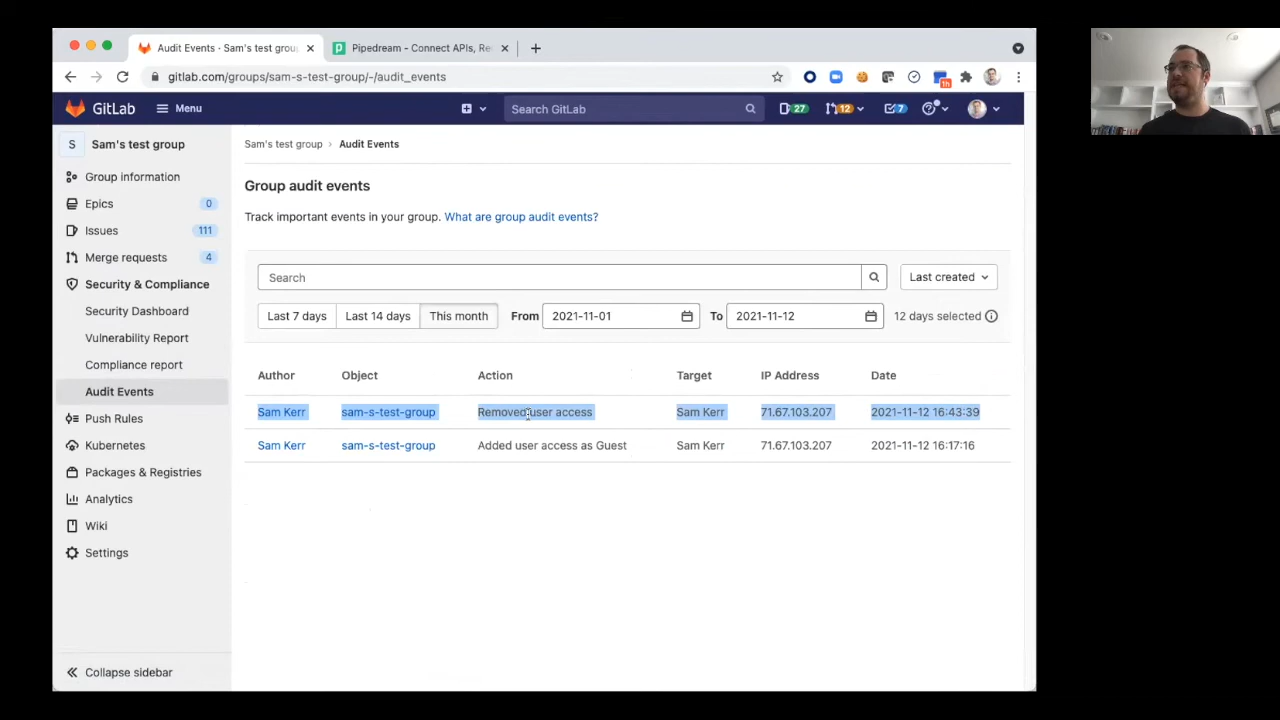 Audit Events · Sam's test grou
Pipedream - Connect APIs, Re
gitlab.com/groups/sam-s-test-group/-/audit_events
1h
GitLab
Menu
Search GitLab
27
12
7
S
Sam's test group
Group information
Epics 0
Issues 111
Merge requests 4
Security & Compliance
Security Dashboard
Vulnerability Report
Compliance report
Audit Events
Push Rules
Kubernetes
Packages & Registries
Analytics
Wiki
Settings
Collapse sidebar
Sam's test group › Audit Events
Group audit events
Track important events in your group. What are group audit events?
Search
Last created
Last 7 days Last 14 days This month From 2021-11-01 To 2021-11-12 12 days selected
Author Object Action Target IP Address Date
Sam Kerr sam-s-test-group Removed user access Sam Kerr 71.67.103.207 2021-11-12 16:43:39
Sam Kerr sam-s-test-group Added user access as Guest Sam Kerr 71.67.103.207 2021-11-12 16:17:16